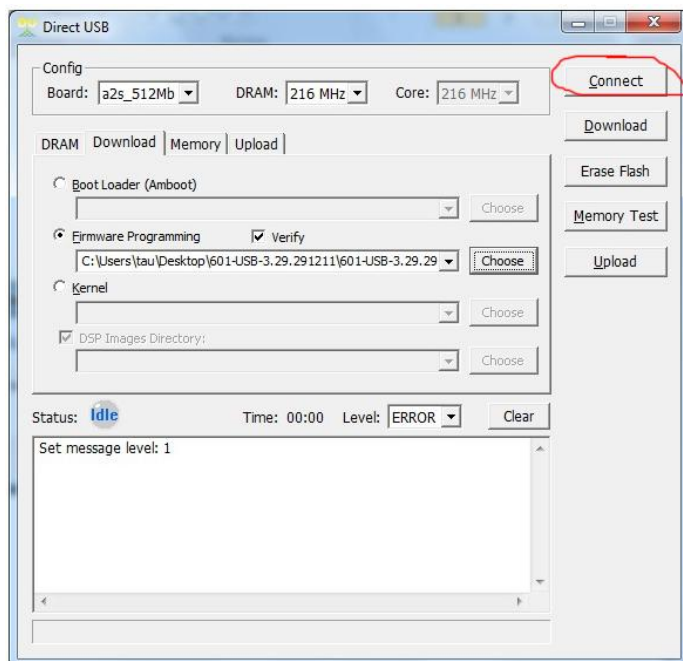 Direct USB
Config
Board: a2s_512Mb DRAM: 216 MHz Core: 216 MHz
Connect
Download
Erase Flash
Memory Test
Upload
DRAM Download Memory Upload
Boot Loader (Amboot)
Choose
Firmware Programming Verify
C:\Users\tau\Desktop\601-USB-3.29.291211\601-USB-3.29.29 Choose
Kernel
Choose
DSP Images Directory:
Choose
Status: Idle Time: 00:00 Level: ERROR Clear
Set message level: 1